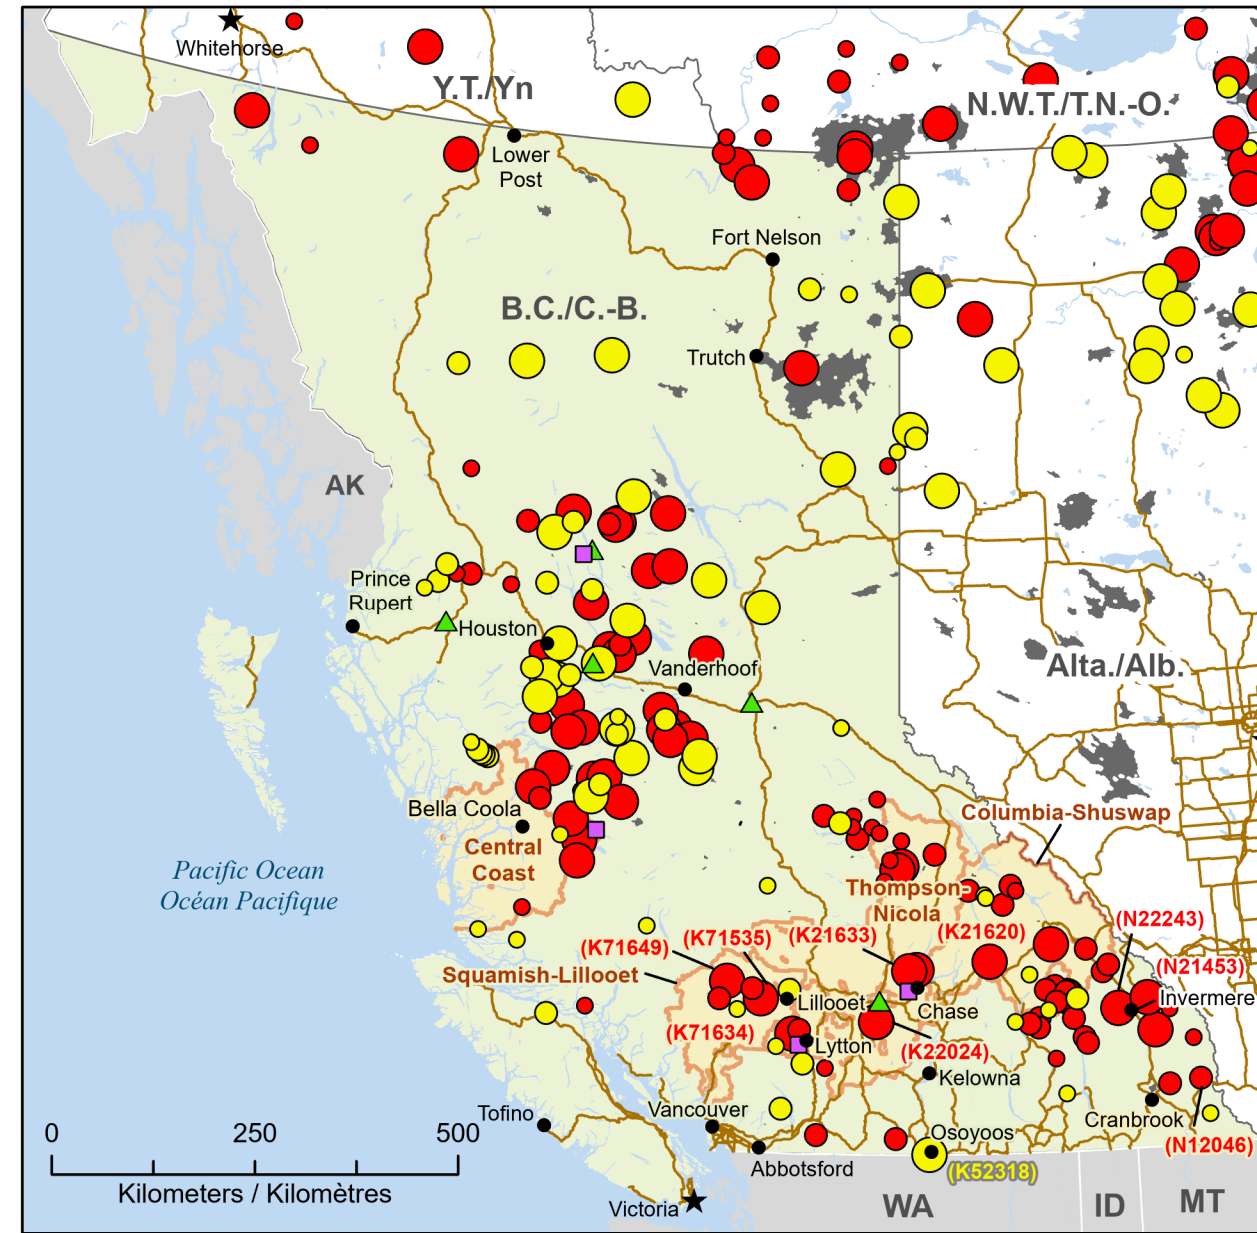 Whitehorse
Y.T./Yn
N.W.T./T.N.-O.
Lower
Post
Fort Nelson
B.C./C.-B.
Trutch
AK
Prince
Rupert
Houston
Vanderhoof
Alta./Alb.
Bella Coola
Central
Coast
Columbia-Shuswap
Pacific Ocean
Océan Pacifique
Thompson-
Nicola
(N22243)
(K71649)
(K71535)
(K21633)
(K21620)
(N21453)
Squamish-Lillooet
Lillooet
Chase
Invermere
(K71634)
Lytton
(K22024)
Kelowna
Tofino
Vancouver
Cranbrook
Osoyoos
(N12046)
Abbotsford
(K52318)
0 250 500
Kilometers / Kilomètres
Victoria
WA
ID
MT